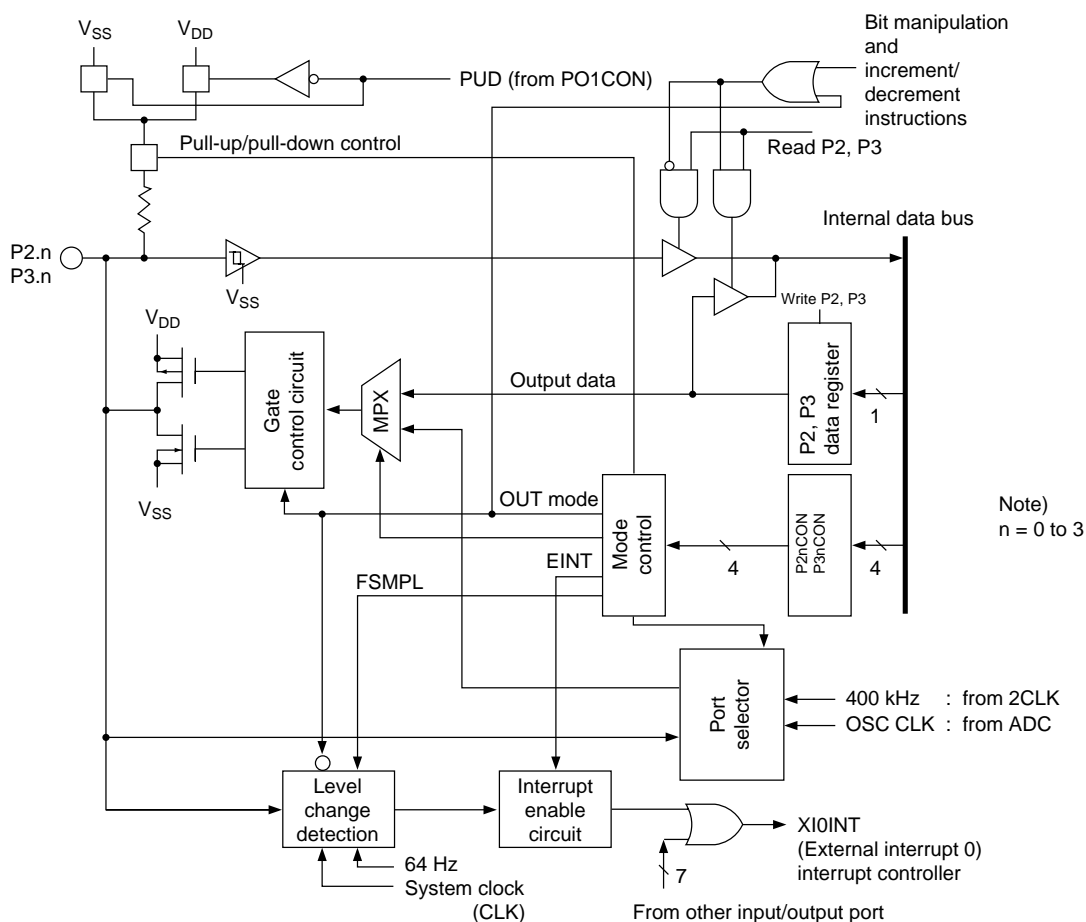 VSS
VDD
PUD (from PO1CON)
Bit manipulation
and
increment/
decrement
instructions
Pull-up/pull-down control
Read P2, P3
Internal data bus
P2.n
P3.n
VSS
Write P2, P3
VDD
Gate
control circuit
MPX
Output data
P2, P3
data register
1
VSS
OUT mode
Mode
control
4
P2nCON
P3nCON
4
Note)
n = 0 to 3
EINT
FSMPL
Port
selector
400 kHz : from 2CLK
OSC CLK : from ADC
Level
change
detection
Interrupt
enable
circuit
XI0INT
(External interrupt 0)
interrupt controller
64 Hz
System clock
(CLK)
7
From other input/output port